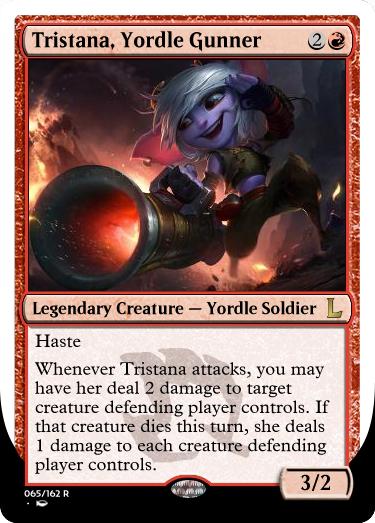 Tristana, Yordle Gunner 2
Legendary Creature — Yordle Soldier L
Haste
Whenever Tristana attacks, you may
have her deal 2 damage to target
creature defending player controls. If
that creature dies this turn, she deals
1 damage to each creature defending
player controls.
065/162 R
3/2